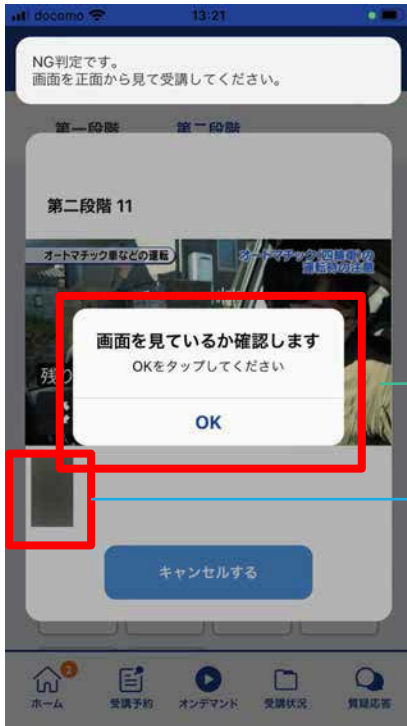 docomo 13:21
NG判定です。
画面を正面から見て受講してください。
第一段階 第二段階
第二段階 11
オートマチック車などの運転
オートマチック(四輪車)の
運転時の注意
画面を見ているか確認します
OKをタップしてください
残り
OK
キャンセルする
2
ホーム 受講予約 オンデマンド 受講状況 質疑応答